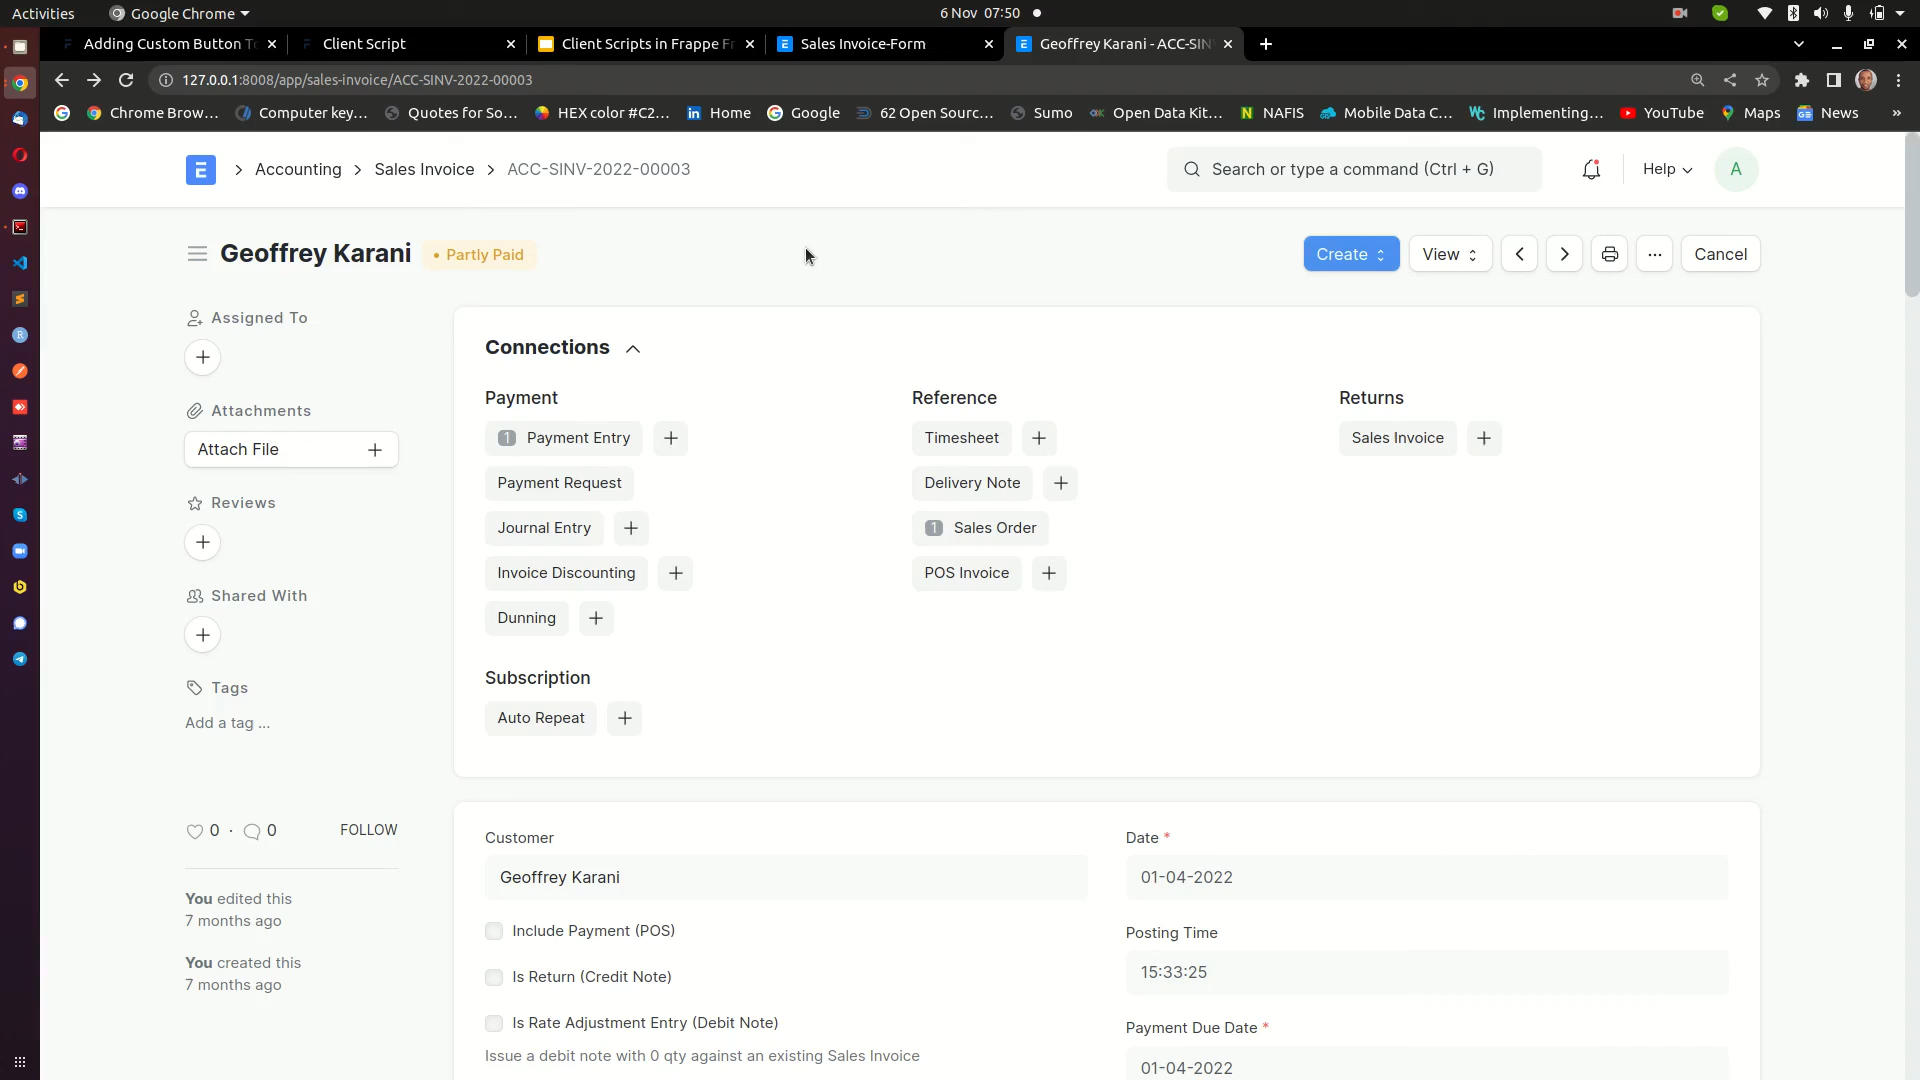 Activities
Google Chrome
6 Nov 07:50
Adding Custom Button T
Client Script
Client Scripts in Frappe Fr
Sales Invoice-Form
Geoffrey Karani - ACC-SIN
127.0.0.1:8008/app/sales-invoice/ACC-SINV-2022-00003
Chrome Brow...
Computer key...
Quotes for So...
HEX color #C2...
Home
Google
62 Open Sourc...
Sumo
Open Data Kit...
NAFIS
Mobile Data C...
Implementing...
YouTube
Maps
News
»
E
Accounting
Sales Invoice
ACC-SINV-2022-00003
Search or type a command (Ctrl + G)
Help
A
Geoffrey Karani
Partly Paid
Create
View
...
Cancel
Assigned To
Attachments
Attach File
Reviews
Shared With
Tags
Add a tag ...
0 · 0
FOLLOW
You edited this
7 months ago
You created this
7 months ago
Connections
Payment
1 Payment Entry
Payment Request
Journal Entry
Invoice Discounting
Dunning
Reference
Timesheet
Delivery Note
1 Sales Order
POS Invoice
Returns
Sales Invoice
Subscription
Auto Repeat
Customer
Geoffrey Karani
Include Payment (POS)
Is Return (Credit Note)
Is Rate Adjustment Entry (Debit Note)
Issue a debit note with 0 qty against an existing Sales Invoice
Date *
01-04-2022
Posting Time
15:33:25
Payment Due Date *
01-04-2022